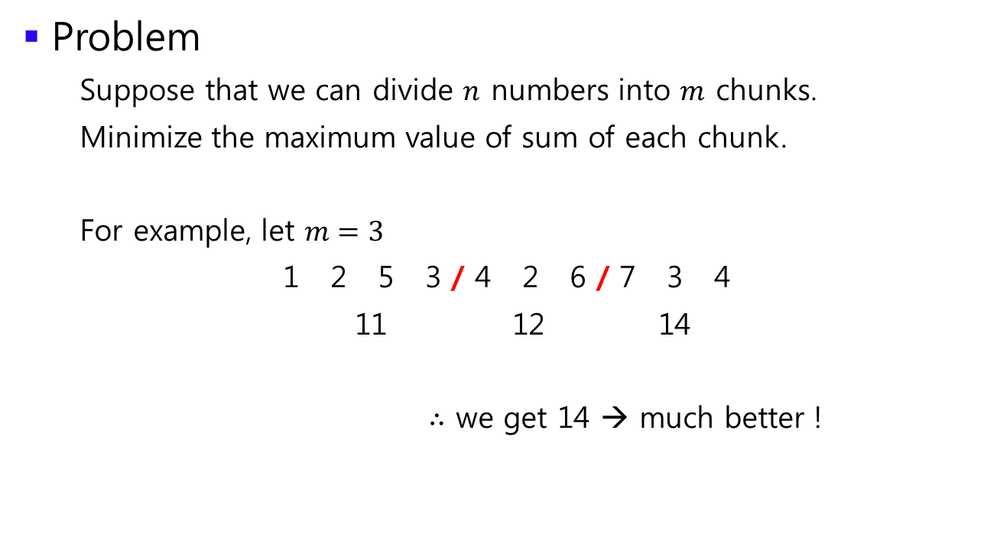 ▪ Problem
Suppose that we can divide 𝑛 numbers into 𝑚 chunks.
Minimize the maximum value of sum of each chunk.
For example, let 𝑚 = 3
1 2 5 3 / 4 2 6 / 7 3 4
11 12 14
∴ we get 14 → much better !